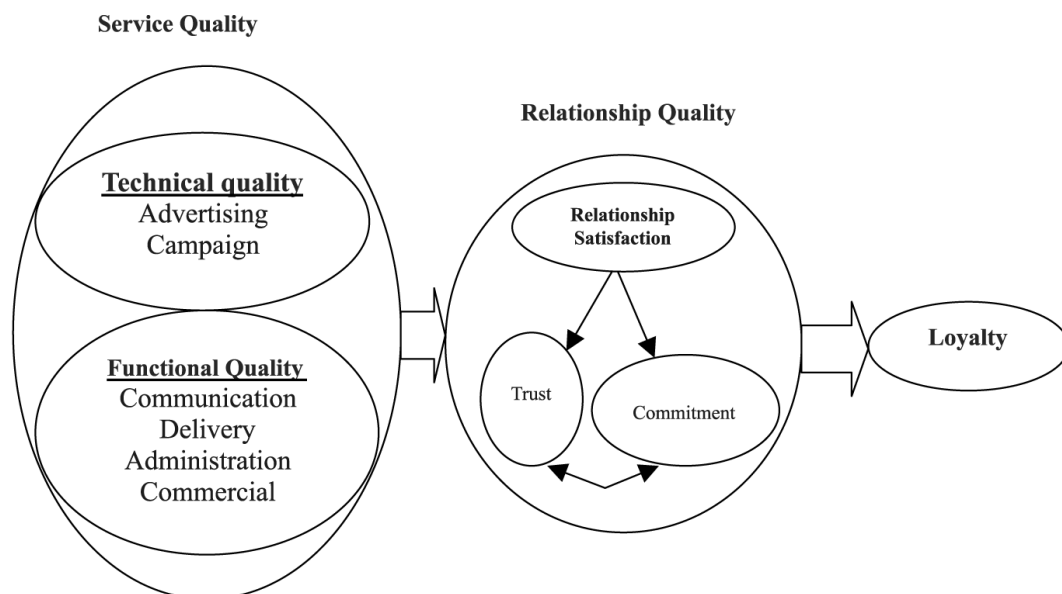 Service Quality
Technical quality
Advertising
Campaign
Functional Quality
Communication
Delivery
Administration
Commercial
Relationship Quality
Relationship
Satisfaction
Trust
Commitment
Loyalty